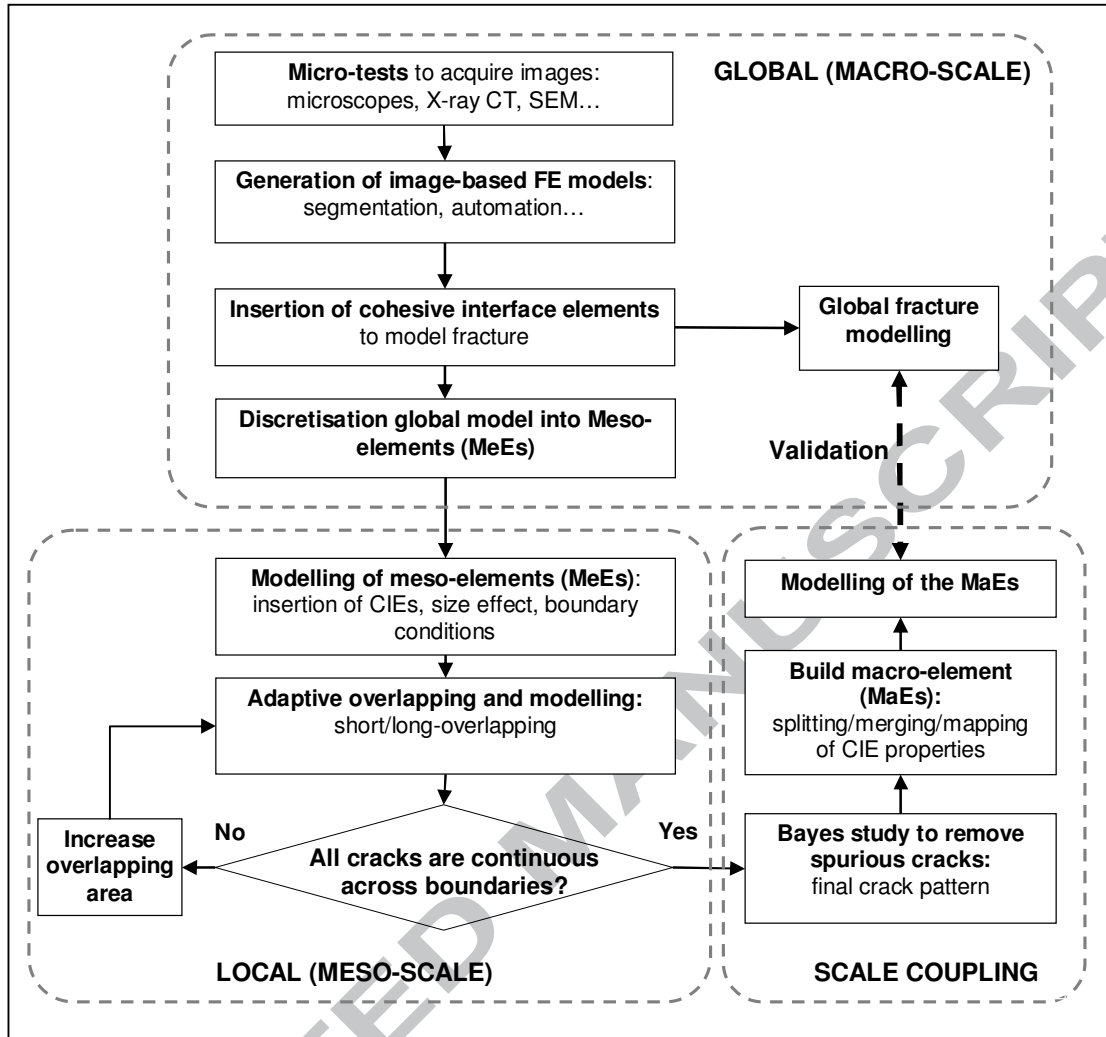 Micro-tests to acquire images:
microscopes, X-ray CT, SEM…
GLOBAL (MACRO-SCALE)
Generation of image-based FE models:
segmentation, automation…
Insertion of cohesive interface elements
to model fracture
Global fracture
modelling
Discretisation global model into Meso-
elements (MeEs)
Validation
Modelling of meso-elements (MeEs):
insertion of CIEs, size effect, boundary
conditions
Modelling of the MaEs
Adaptive overlapping and modelling:
short/long-overlapping
Build macro-element
(MaEs):
splitting/merging/mapping
of CIE properties
Increase
overlapping
area
No
All cracks are continuous
across boundaries?
Yes
Bayes study to remove
spurious cracks:
final crack pattern
LOCAL (MESO-SCALE)
SCALE COUPLING
TED MANUSCRIP